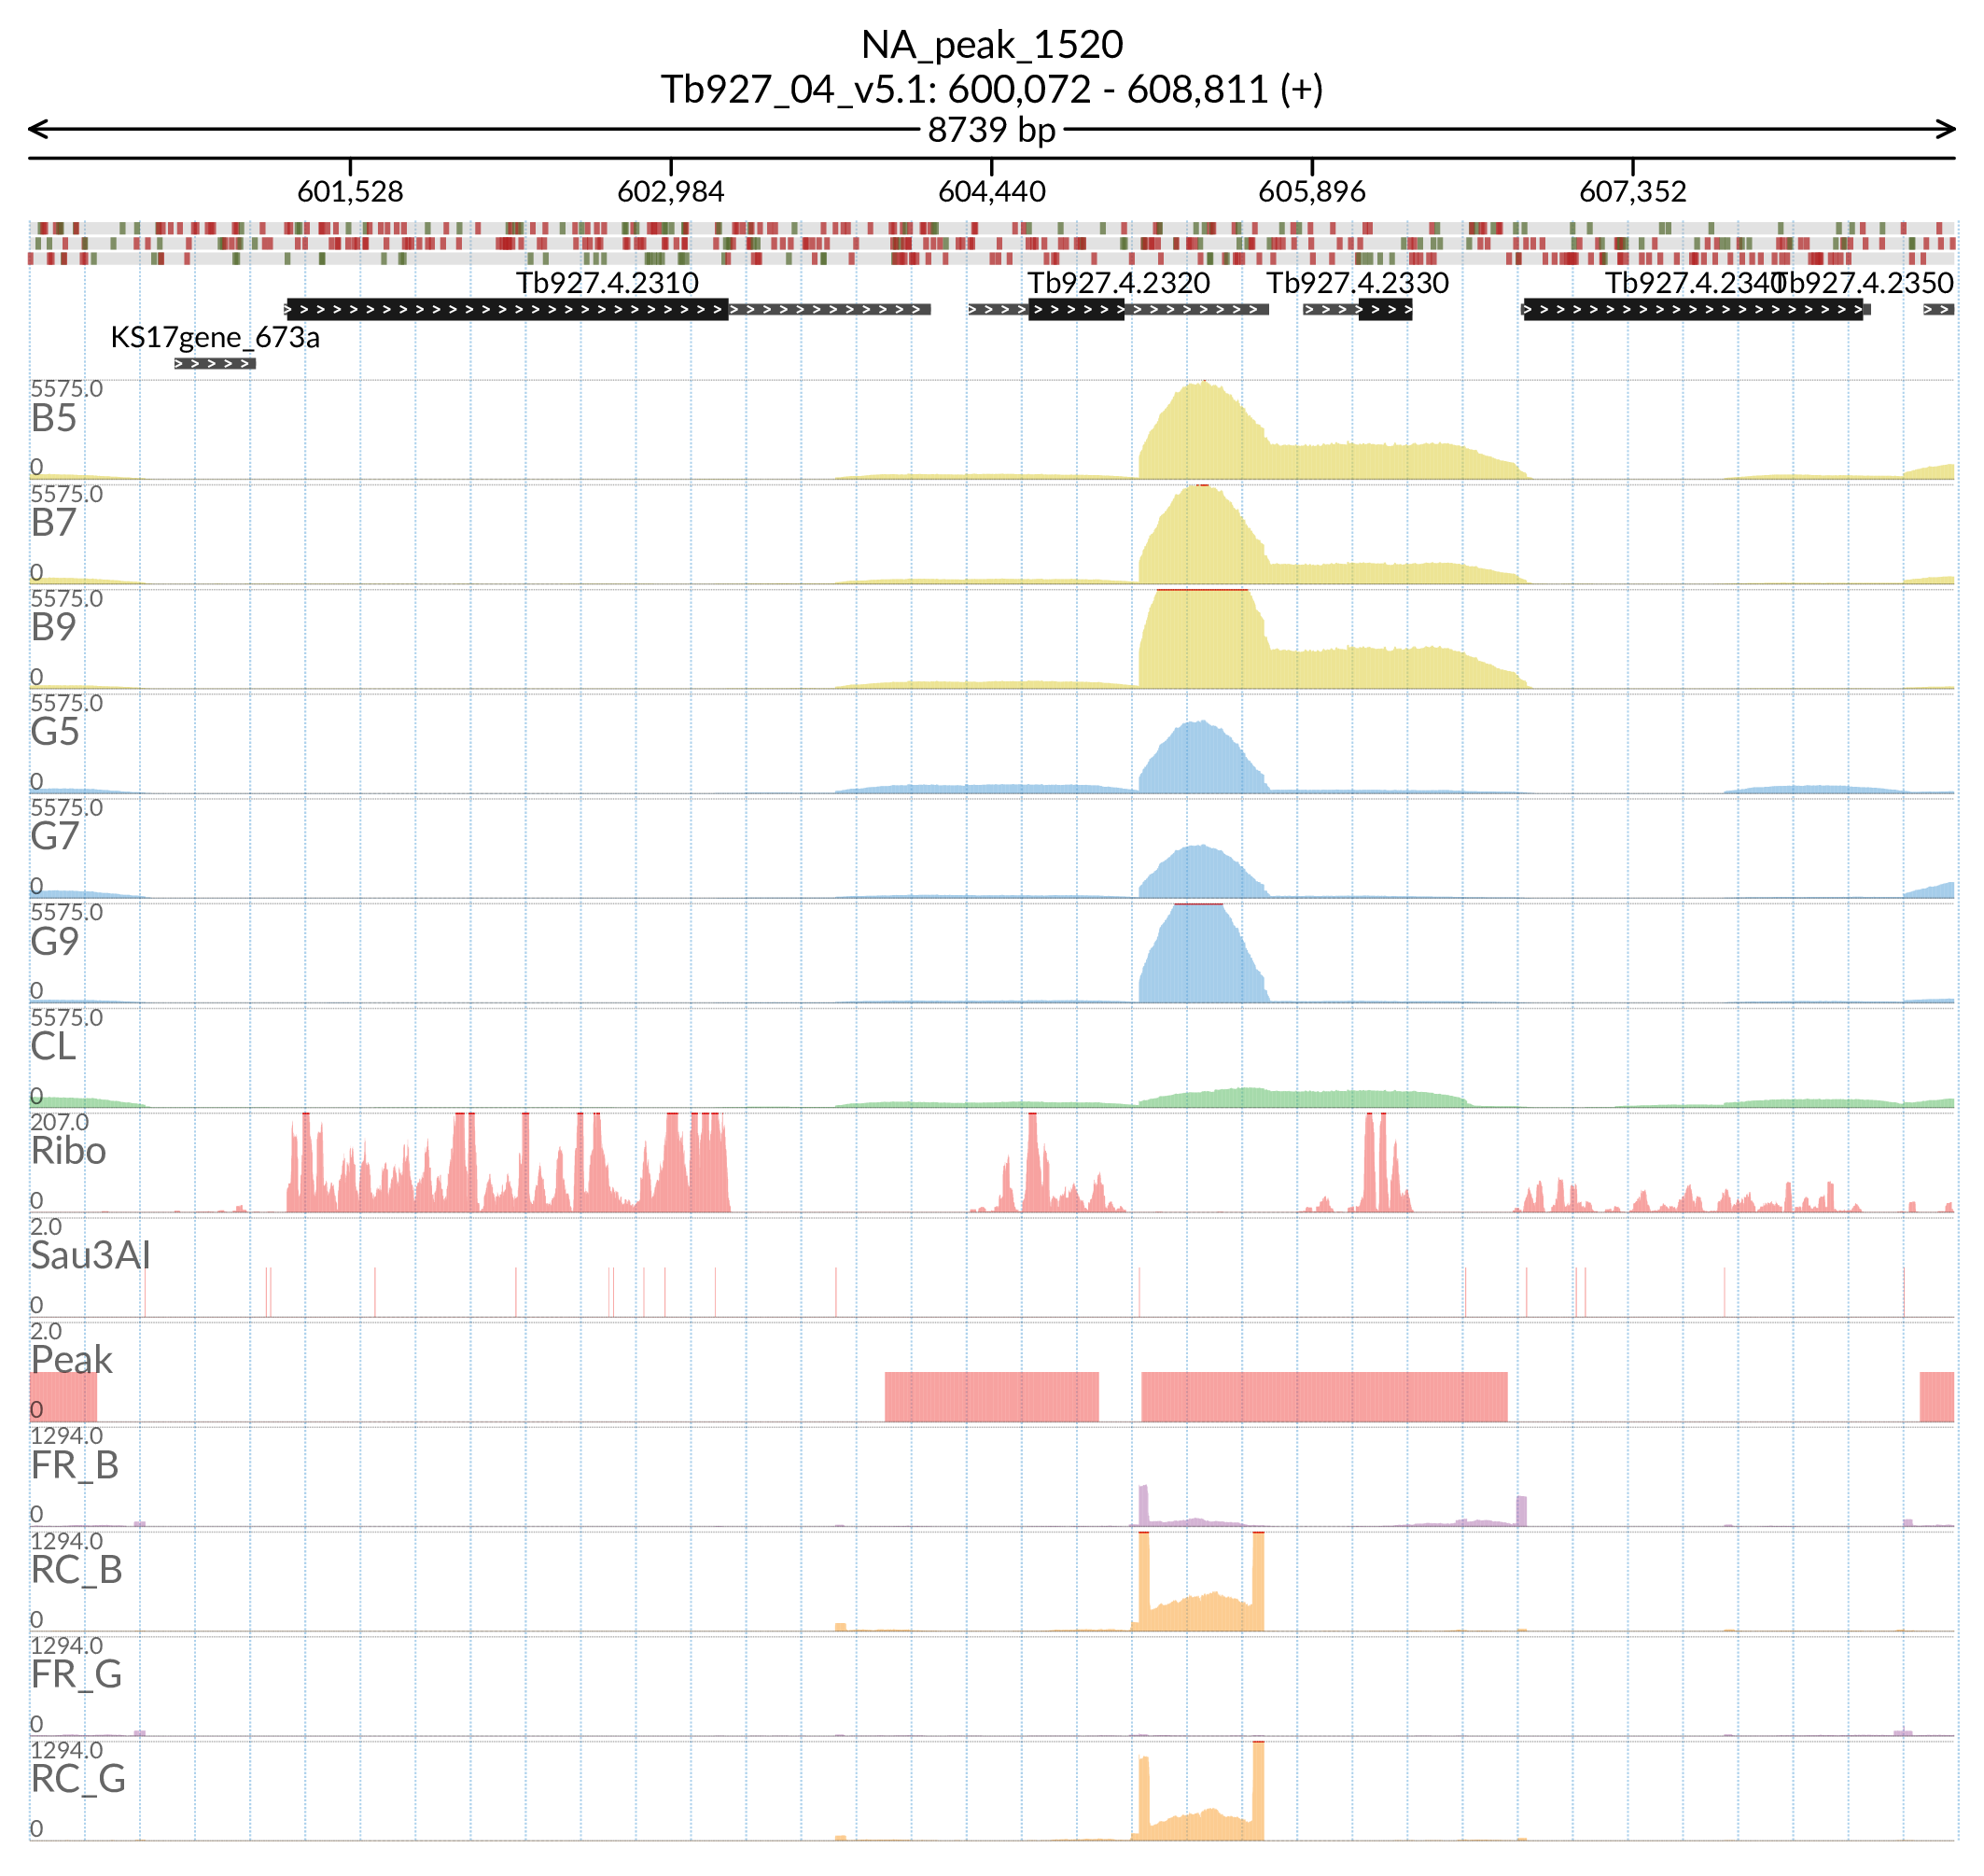 NA_peak_1520
Tb927_04_v5.1: 600,072 - 608,811 (+)
8739 bp
601,528 602,984 604,440 605,896 607,352
Tb927.4.2310 Tb927.4.2320 Tb927.4.2330 Tb927.4.2340 Tb927.4.2350
KS17gene_673a
5575.0
B5
0
5575.0
B7
0
5575.0
B9
0
5575.0
G5
0
5575.0
G7
0
5575.0
G9
0
5575.0
CL
0
207.0
Ribo
0
2.0
Sau3AI
0
2.0
Peak
0
1294.0
FR_B
0
1294.0
RC_B
0
1294.0
FR_G
0
1294.0
RC_G
0